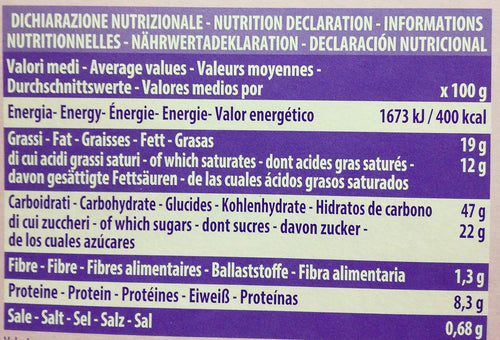 DICHIARAZIONE NUTRIZIONALE - NUTRITION DECLARATION - INFORMATIONS
NUTRITIONNELLES - NÄHRWERTADEKLARATION - DECLARACIÓN NUTRICIONAL
Valori medi - Average values - Valeurs moyennes -
Durchschnittswerte - Valores medios por x 100 g
Energia- Energy- Énergie- Energie- Valor energético 1673 kJ / 400 kcal
Grassi - Fat - Graisses - Fett - Grasas 19 g
di cui acidi grassi saturi - of which saturates - dont acides gras saturés - 12 g
davon gesättigte Fettsäuren - de las cuales ácidos grasos saturados
Carboidrati - Carbohydrate - Glucides - Kohlenhydrate - Hidratos de carbono 47 g
di cui zuccheri - of which sugars - dont sucres - davon zucker - 22 g
de los cuales azúcares
Fibre - Fibre - Fibres alimentaires - Ballaststoffe - Fibra alimentaria 1,3 g
Proteine - Protein - Protéines - Eiweiß - Proteínas 8,3 g
Sale - Salt - Sel - Salz - Sal 0,68 g